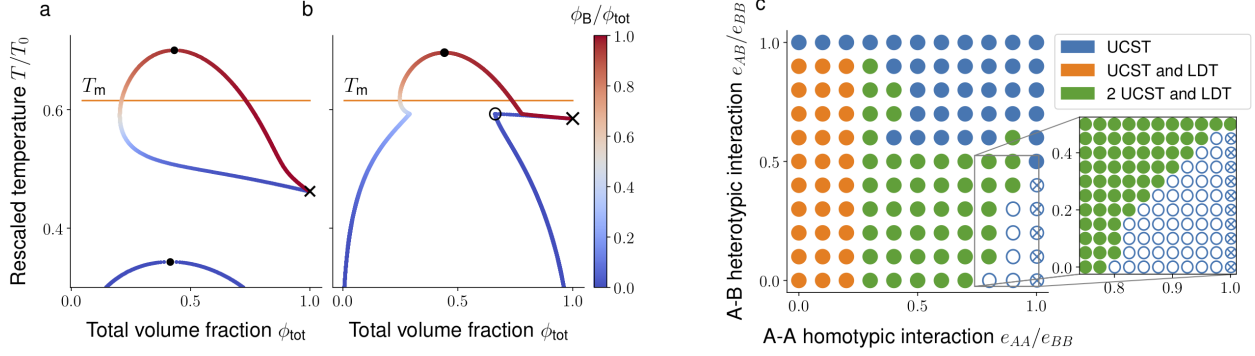 a
b
c
Rescaled temperature T/T₀
0.6
0.4
Tm
0.0
0.5
1.0
Total volume fraction ϕtot
Tm
0.0
0.5
1.0
Total volume fraction ϕtot
ϕB/ϕtot
1.0
0.8
0.6
0.4
0.2
0.0
A-B heterotypic interaction eAB/eBB
1.0
0.5
0.0
0.0
0.5
1.0
A-A homotypic interaction eAA/eBB
UCST
UCST and LDT
2 UCST and LDT
0.4
0.2
0.0
0.8
0.9
1.0